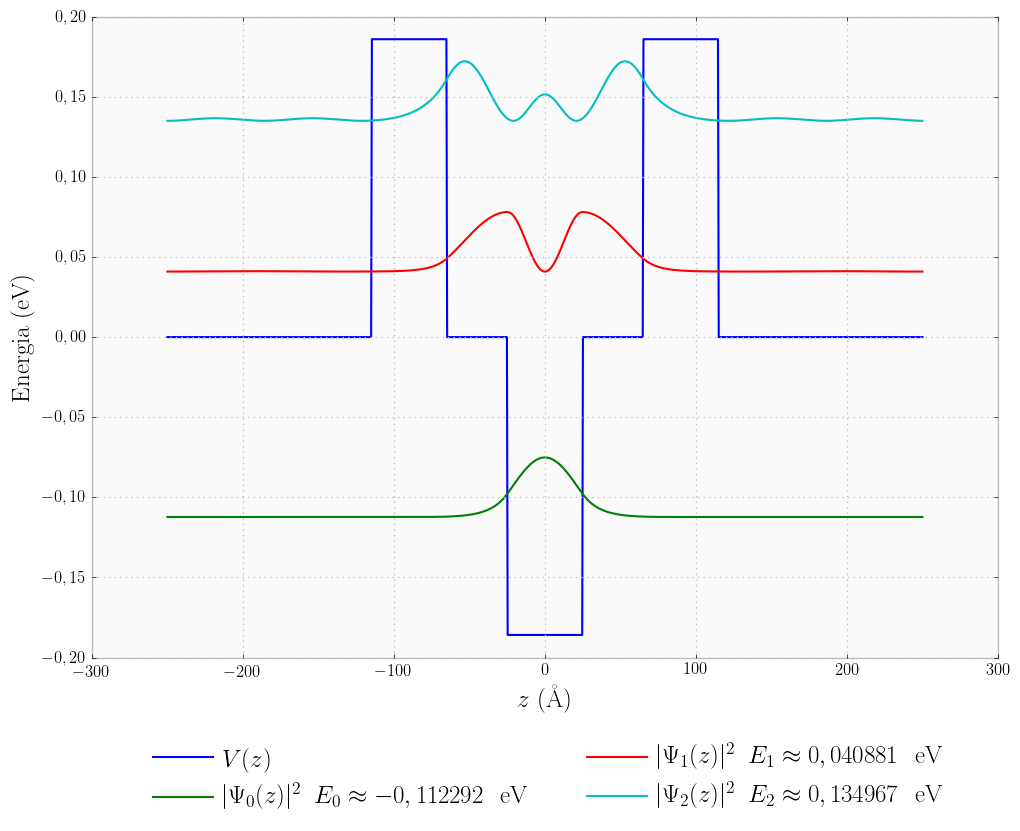 0,20
0,15
0,10
0,05
0,00
−0,05
−0,10
−0,15
−0,20
Energia (eV)
−300 −200 −100 0 100 200 300
z (Å)
V(z)
|Ψ₀(z)|² E₀ ≈ −0,112292 eV
|Ψ₁(z)|² E₁ ≈ 0,040881 eV
|Ψ₂(z)|² E₂ ≈ 0,134967 eV